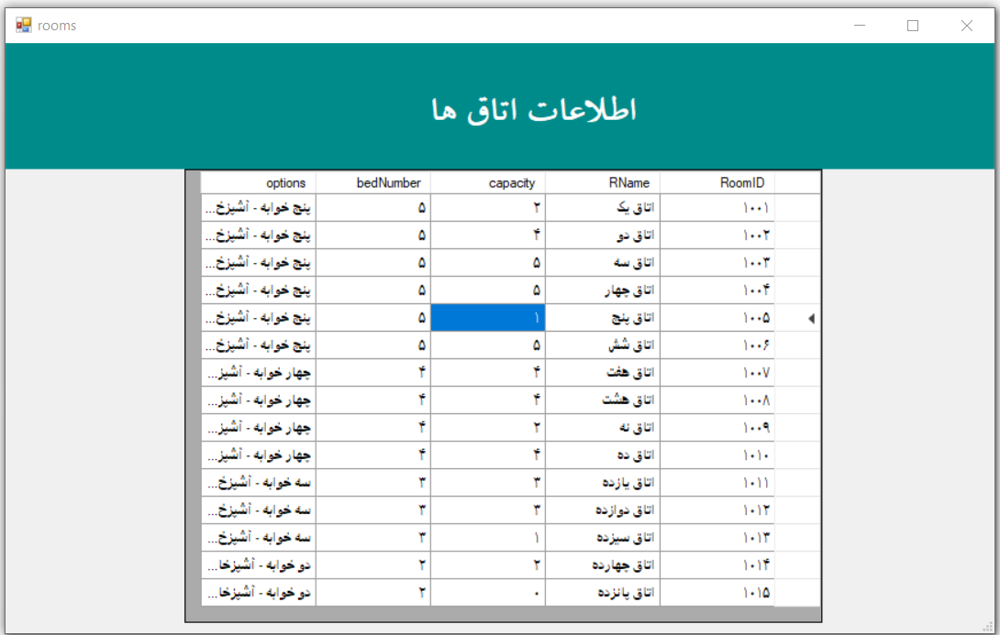 rooms
اطلاعات اتاق ها
RoomID RName capacity bedNumber options
۱۰۰۱ اتاق یک ۲ ۵ پنج خوابه - آشپزخ...
۱۰۰۲ اتاق دو ۴ ۵ پنج خوابه - آشپزخ...
۱۰۰۳ اتاق سه ۵ ۵ پنج خوابه - آشپزخ...
۱۰۰۴ اتاق چهار ۵ ۵ پنج خوابه - آشپزخ...
۱۰۰۵ اتاق پنج ۱ ۵ پنج خوابه - آشپزخ...
۱۰۰۶ اتاق شش ۵ ۵ پنج خوابه - آشپزخ...
۱۰۰۷ اتاق هفت ۴ ۴ چهار خوابه - آشپز...
۱۰۰۸ اتاق هشت ۴ ۴ چهار خوابه - آشپز...
۱۰۰۹ اتاق نه ۲ ۴ چهار خوابه - آشپز...
۱۰۱۰ اتاق ده ۴ ۴ چهار خوابه - آشپز...
۱۰۱۱ اتاق یازده ۳ ۳ سه خوابه - آشپزخ...
۱۰۱۲ اتاق دوازده ۳ ۳ سه خوابه - آشپزخ...
۱۰۱۳ اتاق سیزده ۱ ۳ سه خوابه - آشپزخ...
۱۰۱۴ اتاق چهارده ۲ ۲ دو خوابه - آشپزخا...
۱۰۱۵ اتاق پانزده ۰ ۲ دو خوابه - آشپزخا...